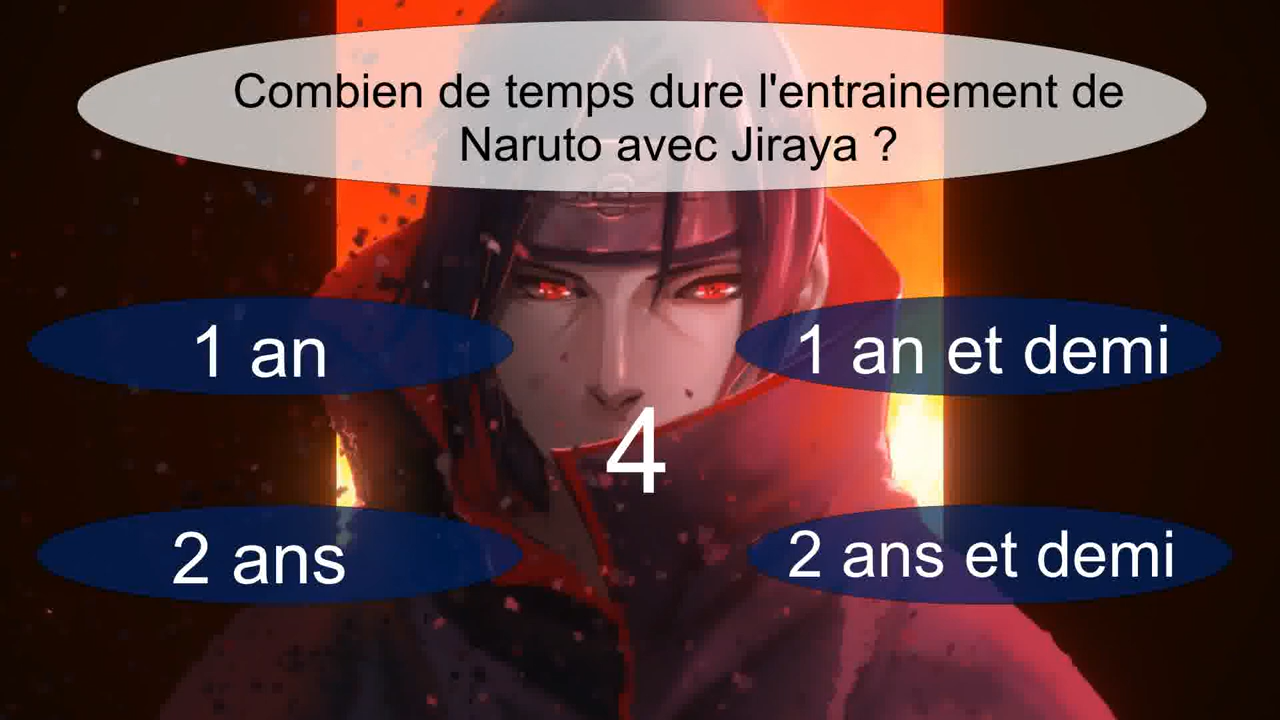 Combien de temps dure l'entrainement de
Naruto avec Jiraya ?
1 an
1 an et demi
4
2 ans
2 ans et demi